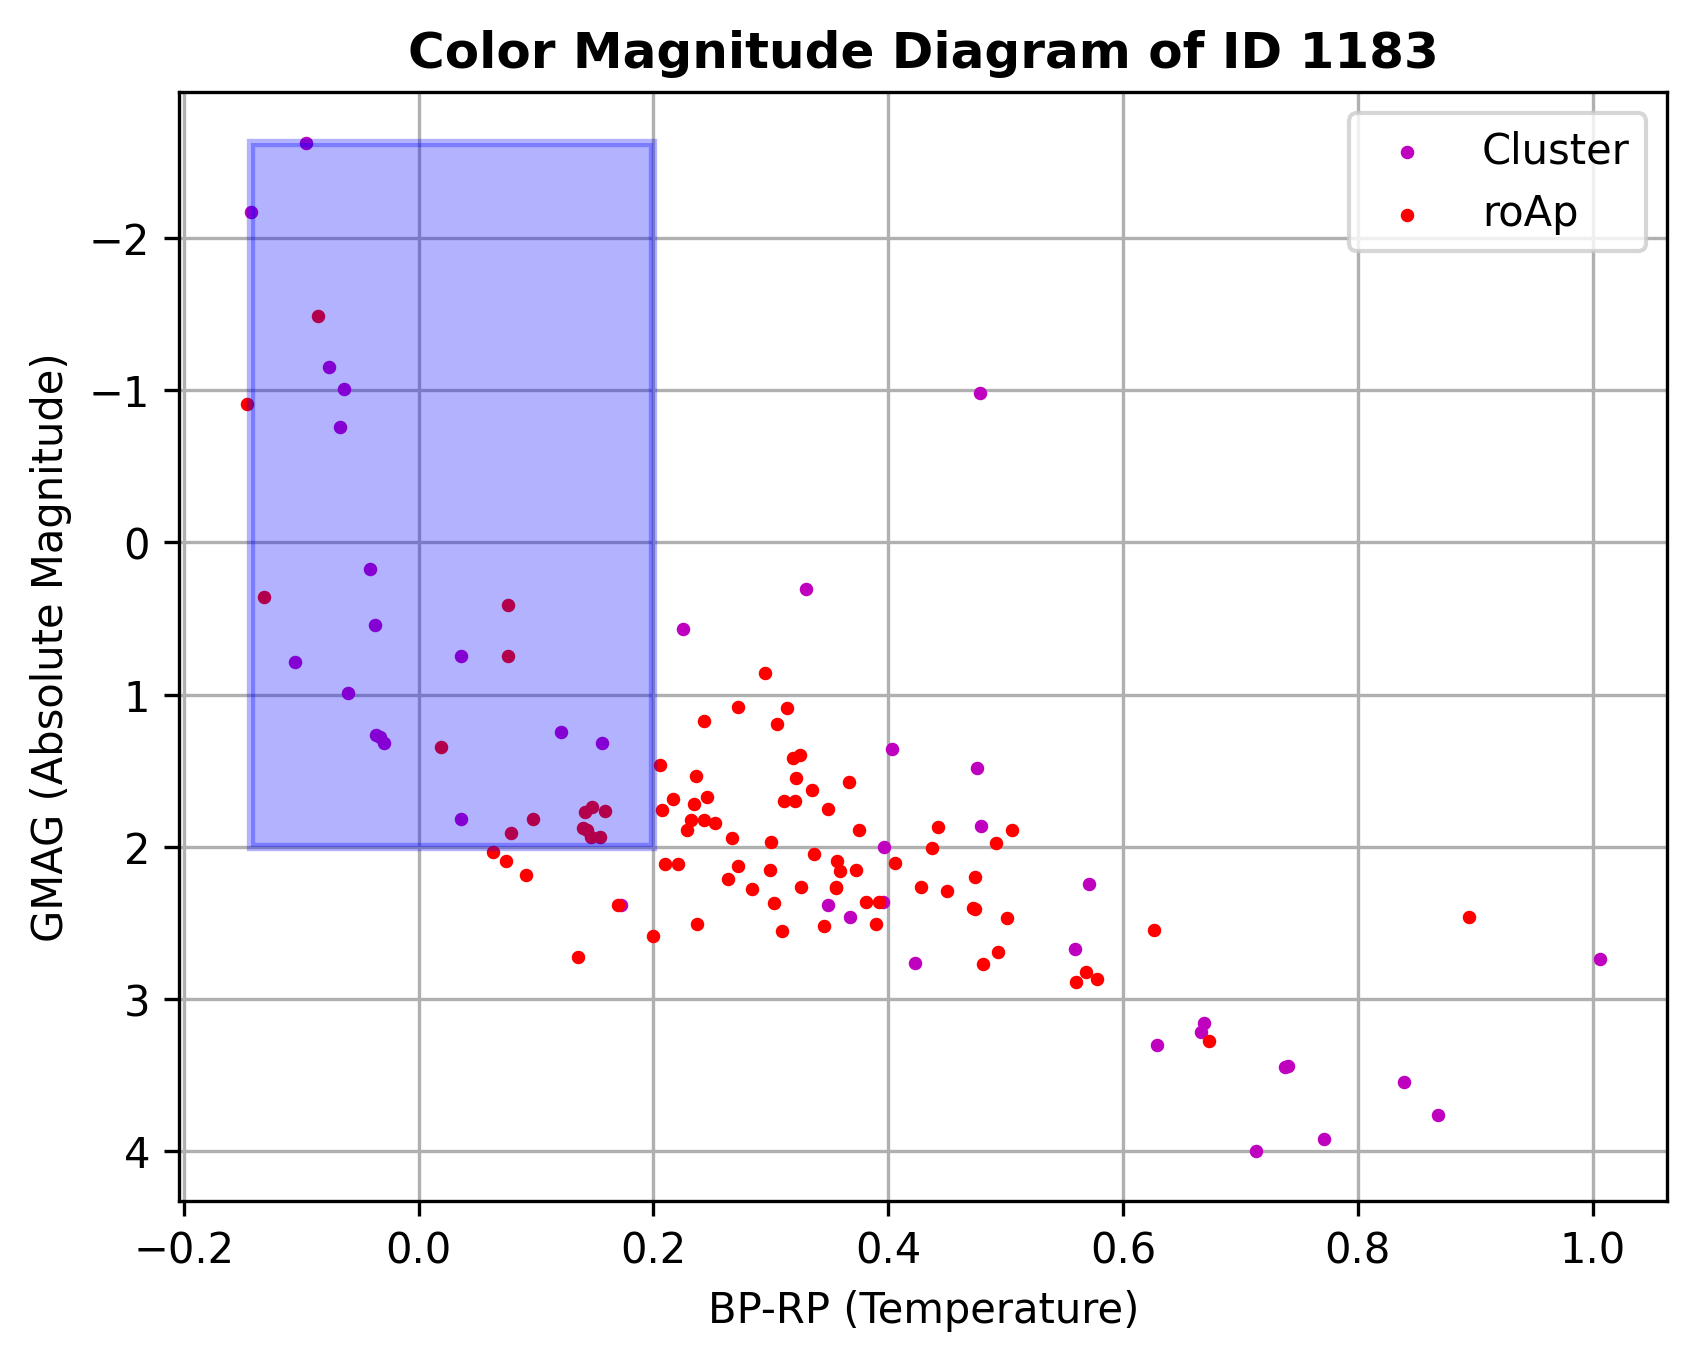 Color Magnitude Diagram of ID 1183
Cluster
roAp
GMAG (Absolute Magnitude)
−2
−1
0
1
2
3
4
−0.2 0.0 0.2 0.4 0.6 0.8 1.0
BP-RP (Temperature)